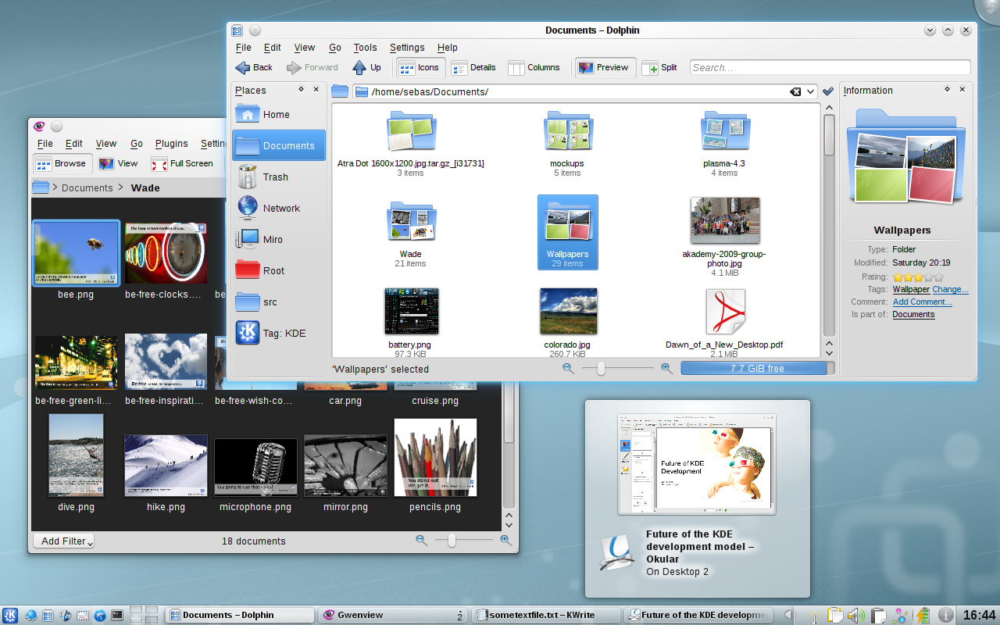 Documents – Dolphin
File Edit View Go Tools Settings Help
Back Forward Up Icons Details Columns Preview Split Search...
Places
/home/sebas/Documents/
Information
Home
Documents
Trash
Network
Miro
Root
src
Tag: KDE
Atra Dot 1600x1200.jpg.tar.gz_[i31731]
3 items
mockups
5 items
plasma-4.3
4 items
Wade
21 items
Wallpapers
29 items
akademy-2009-group-
photo.jpg
4.1 MiB
battery.png
97.3 KiB
colorado.jpg
260.7 KiB
Dawn_of_a_New_Desktop.pdf
2.1 MiB
'Wallpapers' selected
7.7 GiB free
Wallpapers
Type: Folder
Modified: Saturday 20:19
Rating:
Tags: Wallpaper Change...
Comment: Add Comment...
Is part of: Documents
File Edit View Go Plugins Settin
Browse View Full Screen
Documents Wade
bee.png
be-free-clocks....
be-free-green-li...
be-free-inspirati...
be-free-wish-co...
car.png
cruise.png
dive.png
hike.png
microphone.png
mirror.png
You stand out.
We get it.
pencils.png
Add Filter
18 documents
Future of KDE
Development
Future of the KDE
development model –
Okular
On Desktop 2
Documents – Dolphin
Gwenview
2
sometextfile.txt – KWrite
Future of the KDE developme
16:44